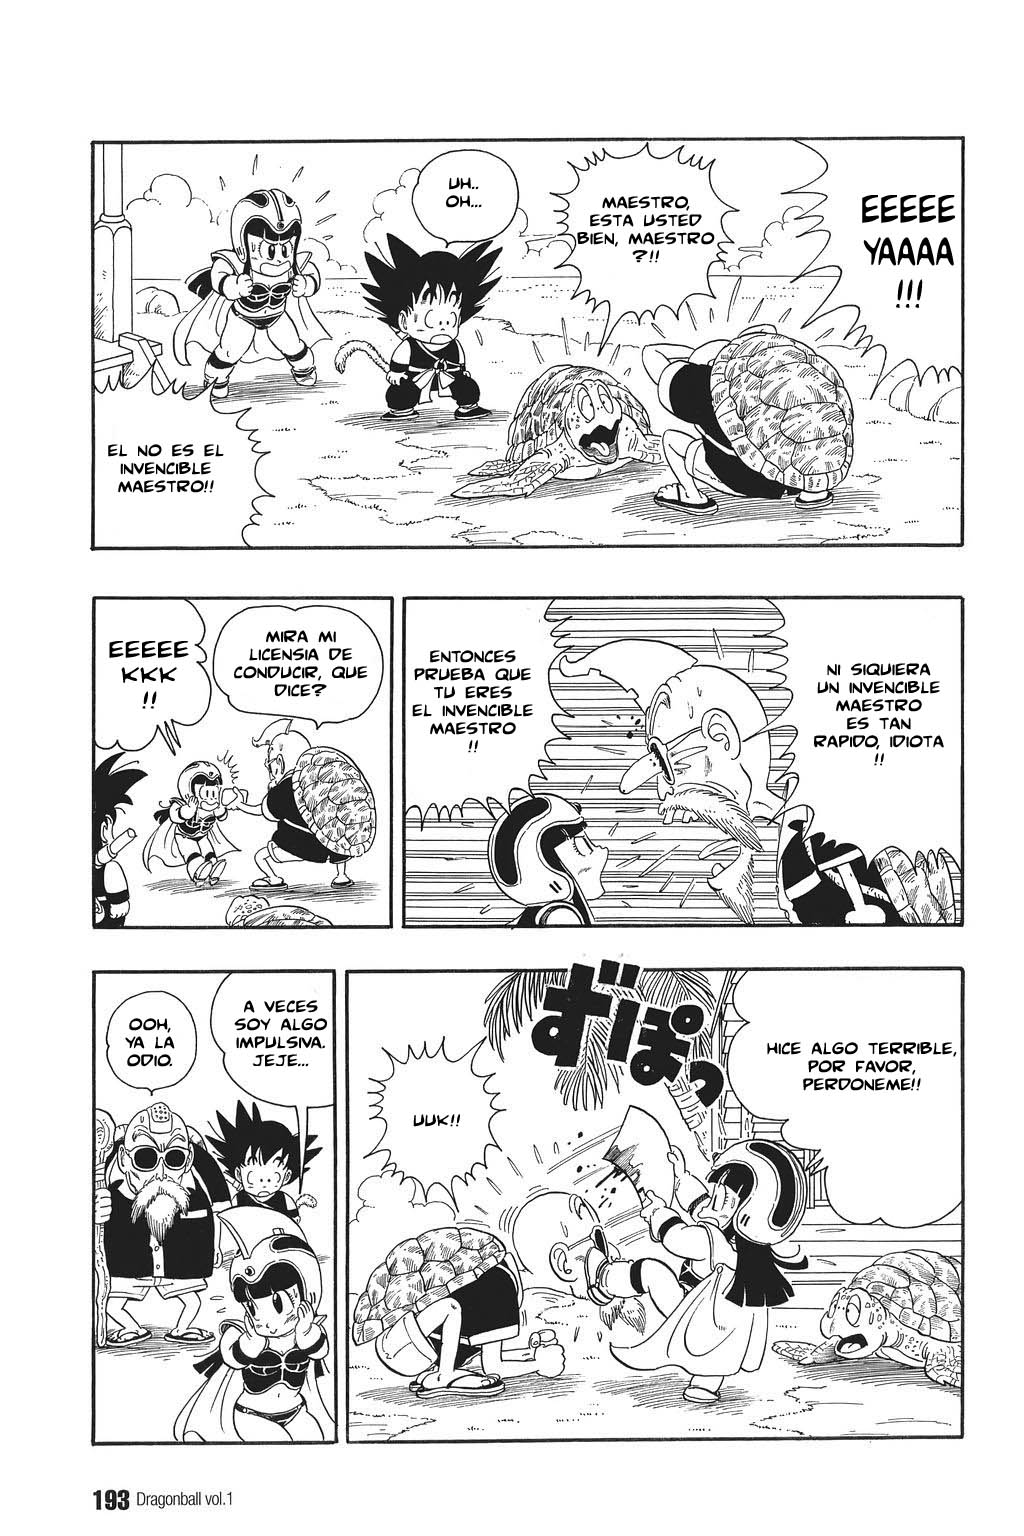 EEEEE
YAAAA
!!!
MAESTRO,
ESTA USTED
BIEN, MAESTRO
?!!
UH..
OH...
EL NO ES EL
INVENCIBLE
MAESTRO!!
NI SIQUIERA
UN INVENCIBLE
MAESTRO
ES TAN
RAPIDO, IDIOTA
!!
ENTONCES
PRUEBA QUE
TU ERES
EL INVENCIBLE
MAESTRO
!!
MIRA MI
LICENSIA DE
CONDUCIR, QUE
DICE?
EEEEE
KKK
!!
HICE ALGO TERRIBLE,
POR FAVOR,
PERDONEME!!
ずぽっ
UUK!!
A VECES
SOY ALGO
IMPULSIVA.
JEJE...
OOH,
YA LA
ODIO.
193 Dragonball vol.1